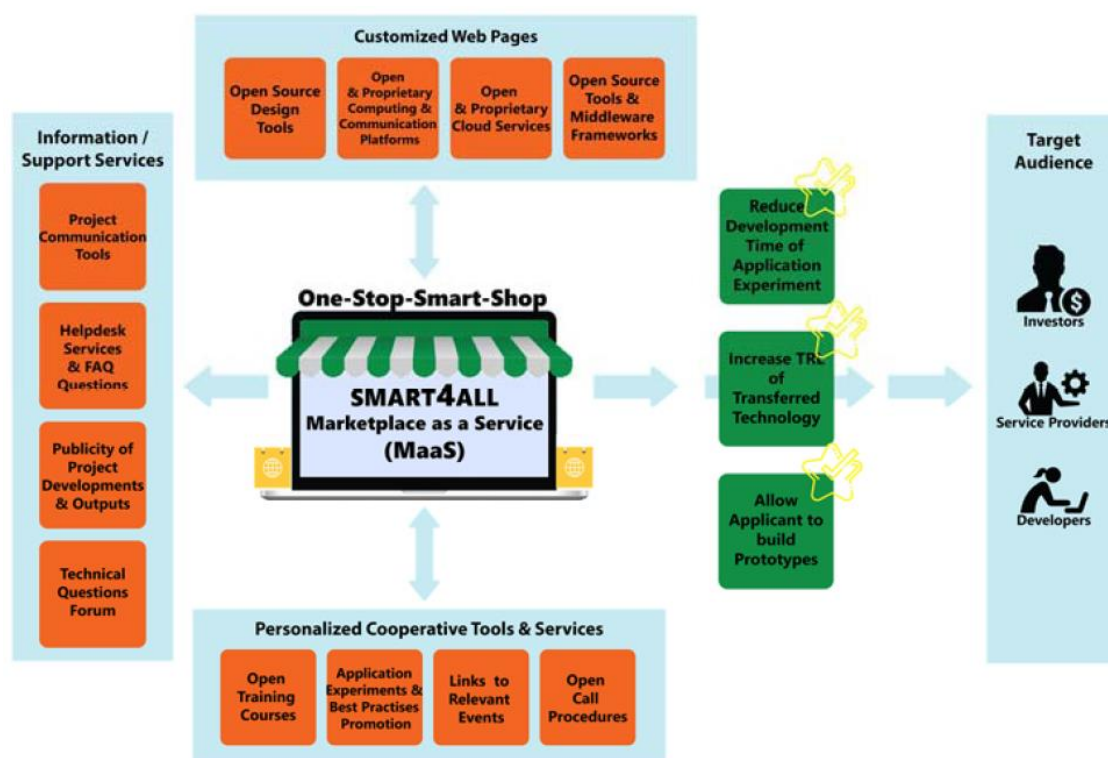 Customized Web Pages
Open Source
Design
Tools
Open
& Proprietary
Computing &
Communication
Platforms
Open
& Proprietary
Cloud Services
Open Source
Tools &
Middleware
Frameworks
Information /
Support Services
Project
Communication
Tools
Helpdesk
Services
& FAQ
Questions
Publicity of
Project
Developments
& Outputs
Technical
Questions
Forum
One-Stop-Smart-Shop
SMART4ALL
Marketplace as a Service
(MaaS)
Reduce
Development
Time of
Application
Experiment
Increase TRL
of
Transferred
Technology
Allow
Applicant to
build
Prototypes
Target
Audience
$
Investors
Service Providers
Developers
Personalized Cooperative Tools & Services
Open
Training
Courses
Application
Experiments &
Best Practises
Promotion
Links to
Relevant
Events
Open
Call
Procedures